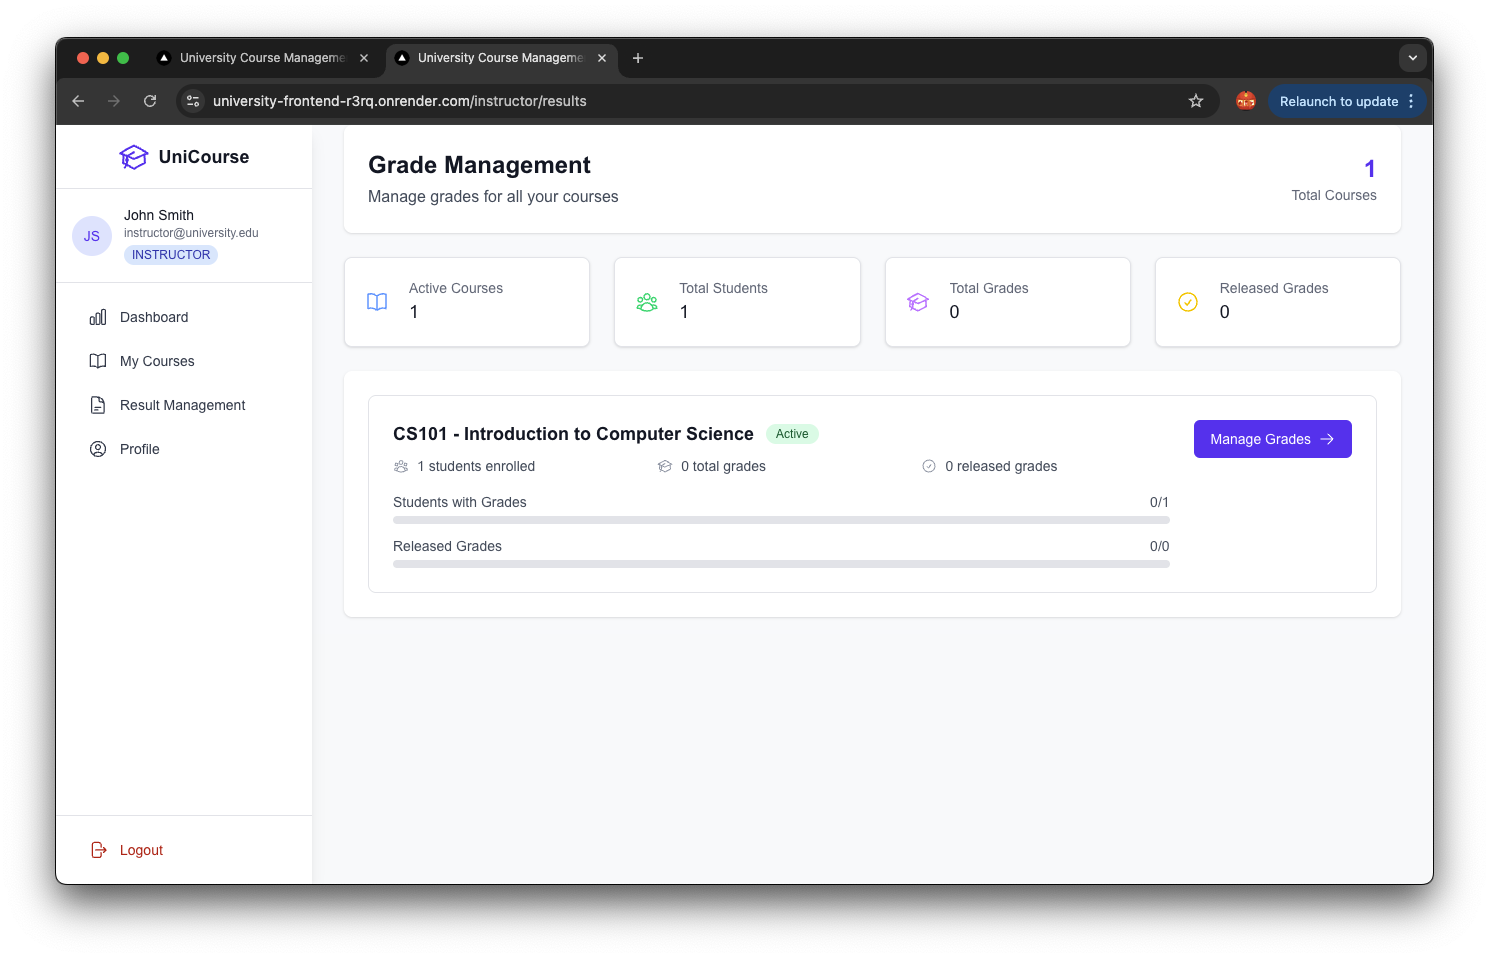 University Course Manageme
University Course Manageme
university-frontend-r3rq.onrender.com/instructor/results
Relaunch to update
UniCourse
JS
John Smith
instructor@university.edu
INSTRUCTOR
Dashboard
My Courses
Result Management
Profile
Logout
Grade Management
Manage grades for all your courses
1
Total Courses
Active Courses
1
Total Students
1
Total Grades
0
Released Grades
0
CS101 - Introduction to Computer Science Active
Manage Grades
1 students enrolled 0 total grades 0 released grades
Students with Grades 0/1
Released Grades 0/0